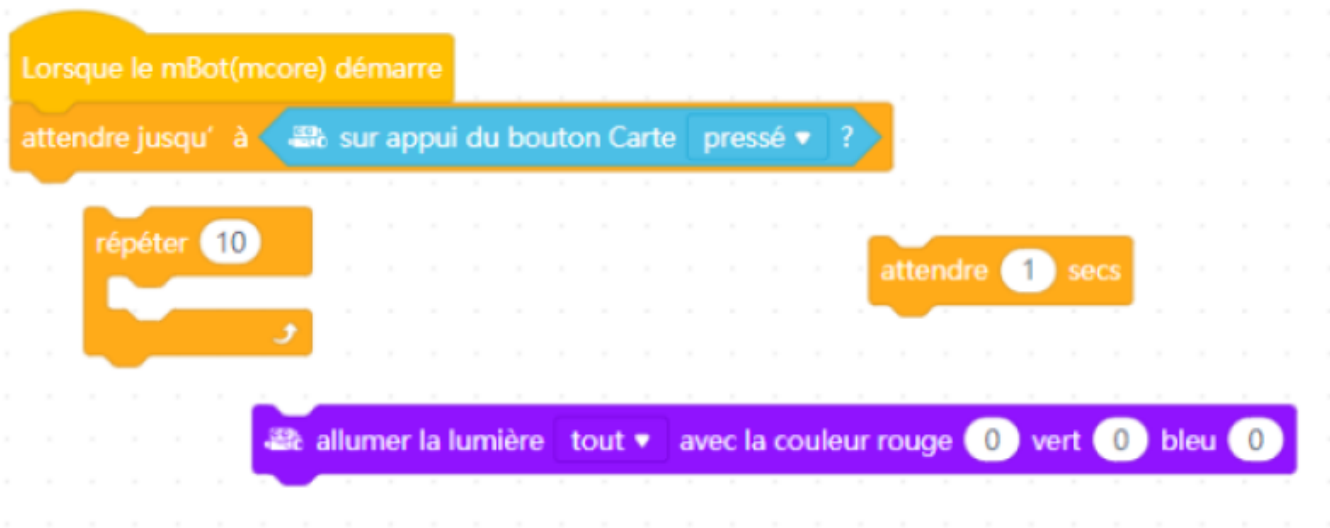 Lorsque le mBot(mcore) démarre
attendre jusqu' à sur appui du bouton Carte pressé ?
répéter 10
attendre 1 secs
allumer la lumière tout avec la couleur rouge 0 vert 0 bleu 0